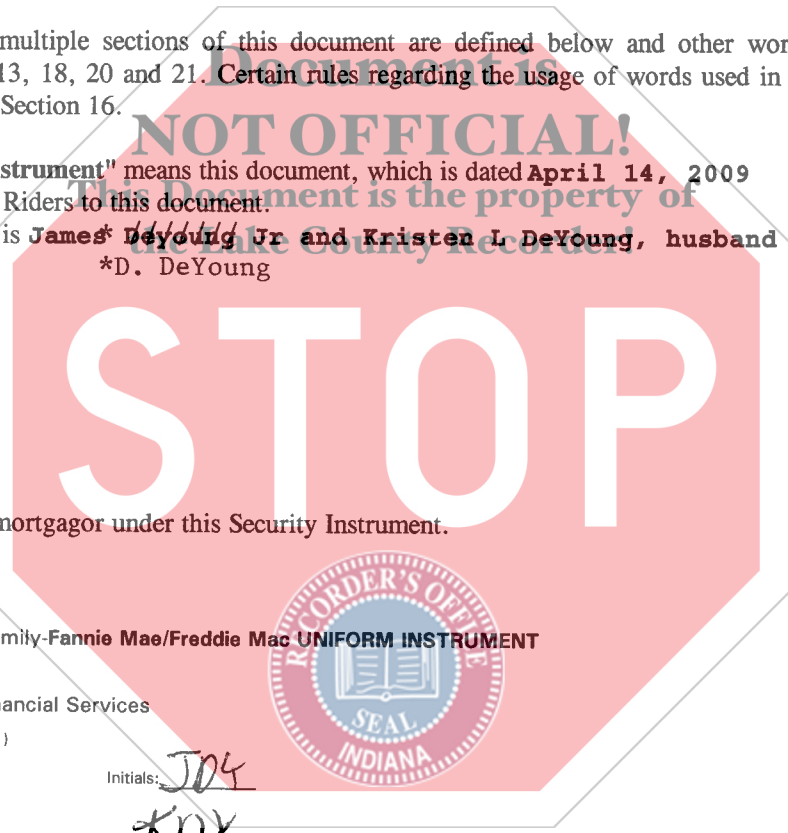 multiple sections of this document are defined below and other wor
13, 18, 20 and 21. Certain rules regarding the usage of words used in
Section 16.
Document is
NOT OFFICIAL!
This Document is the property of
the Lake County Recorder!
strument" means this document, which is dated April 14, 2009
Riders to this document.
is James* Deyoung Jr and Kristen L DeYoung, husband
*D. DeYoung
STOP
mortgagor under this Security Instrument.
mily-Fannie Mae/Freddie Mac UNIFORM INSTRUMENT
ancial Services
)
RECORDER'S OFFICE
SEAL
INDIANA
Initials: JDY
KDY